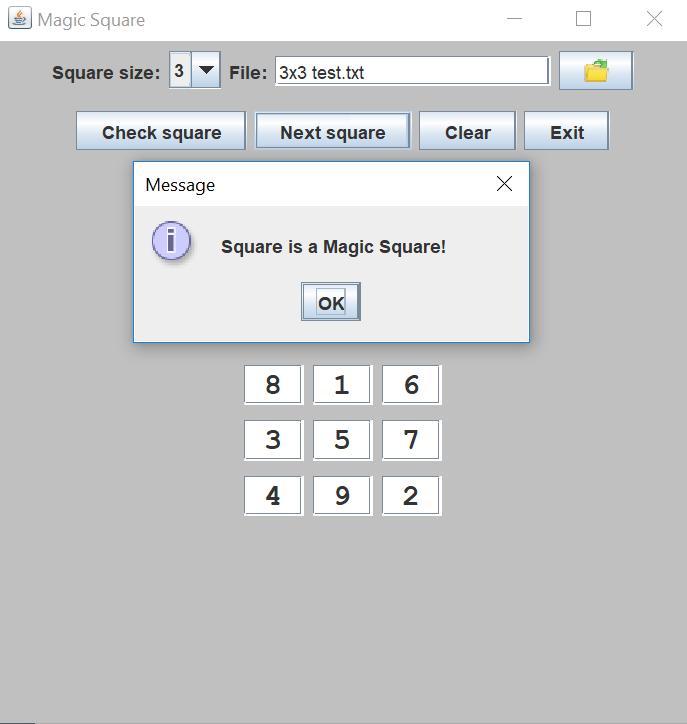 Magic Square
Square size: 3 File: 3x3 test.txt
Check square Next square Clear Exit
Message
i Square is a Magic Square!
OK
8 1 6
3 5 7
4 9 2